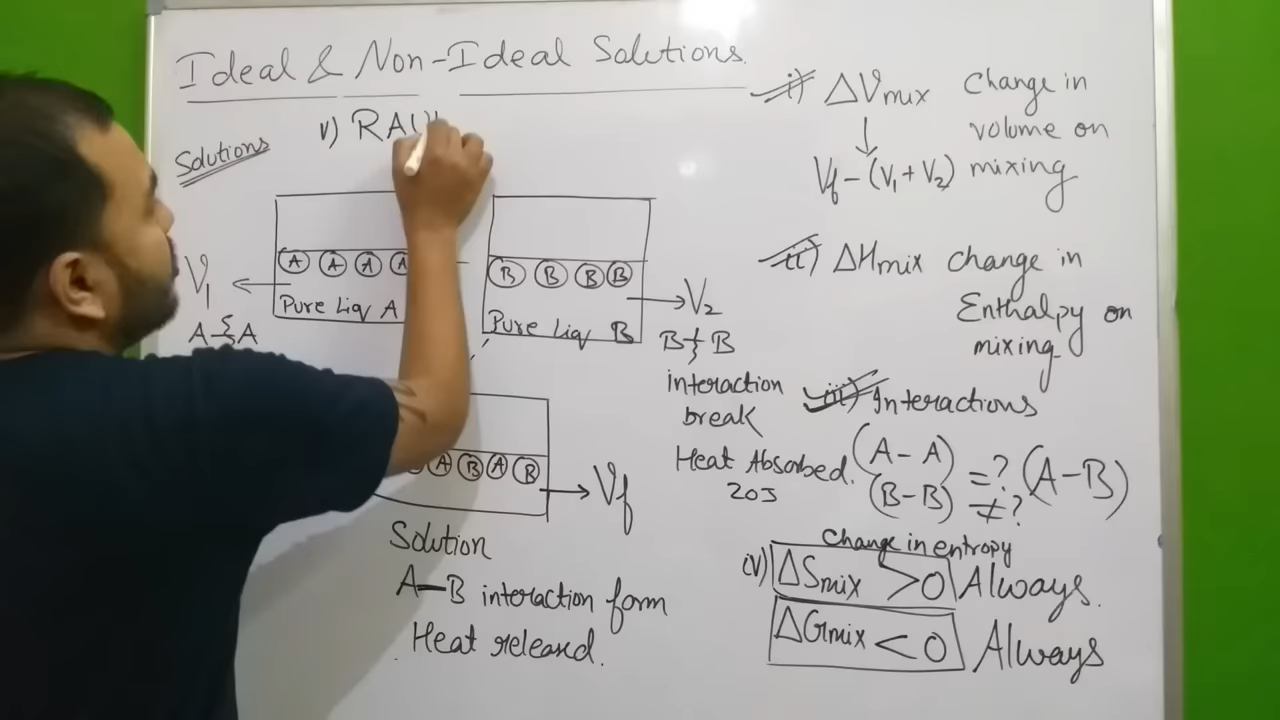 Ideal & Non-Ideal Solutions.
v) RAU
Solutions
A A A A
Pure Liq A
V1
A A
B B B B
Pure Liq B
V2
B B
interaction
break
Heat Absorbed.
20J
A B A B
Vf
Solution
A-B interaction form
Heat released.
i) ΔVmix Change in
volume on
mixing
Vf - (V1 + V2)
ii) ΔHmix change in
Enthalpy on
mixing
iii) Interactions
(A-A) =? (A-B)
(B-B) ≠?
Change in entropy
iv) ΔSmix >0 Always.
ΔGmix <0 Always